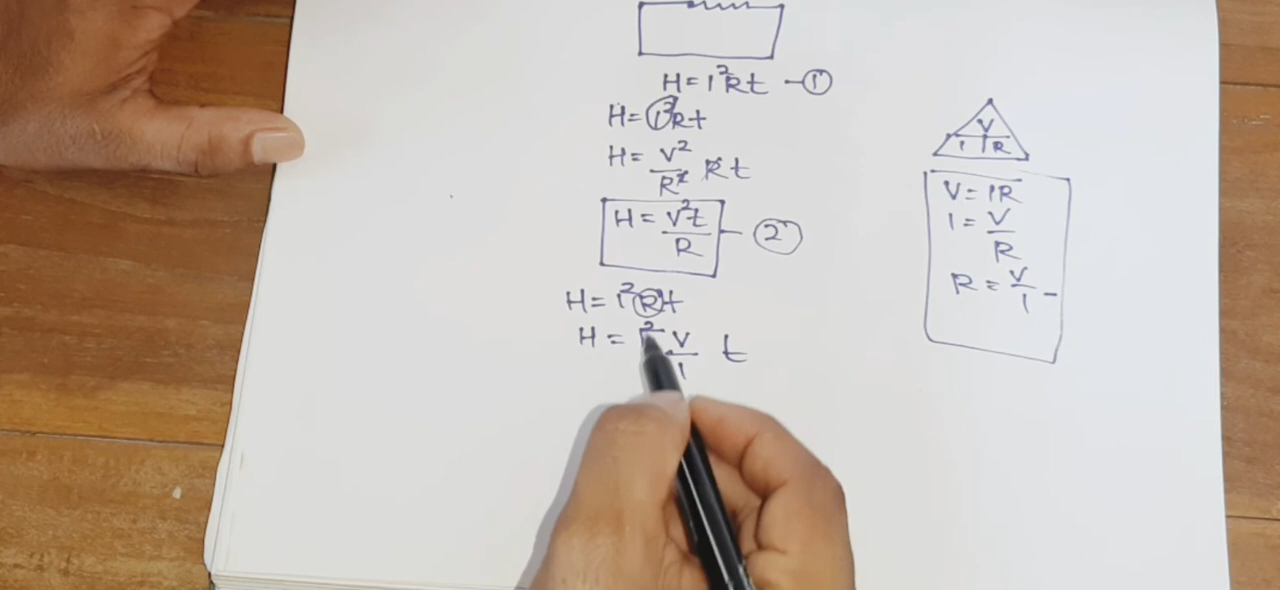 H = I²Rt - ①
H = I²Rt
H = V²/R² Rt
H = V²t/R - ②
H = I²Rt
H = I² V/I t
V
I R
V = IR
I = V/R
R = V/I